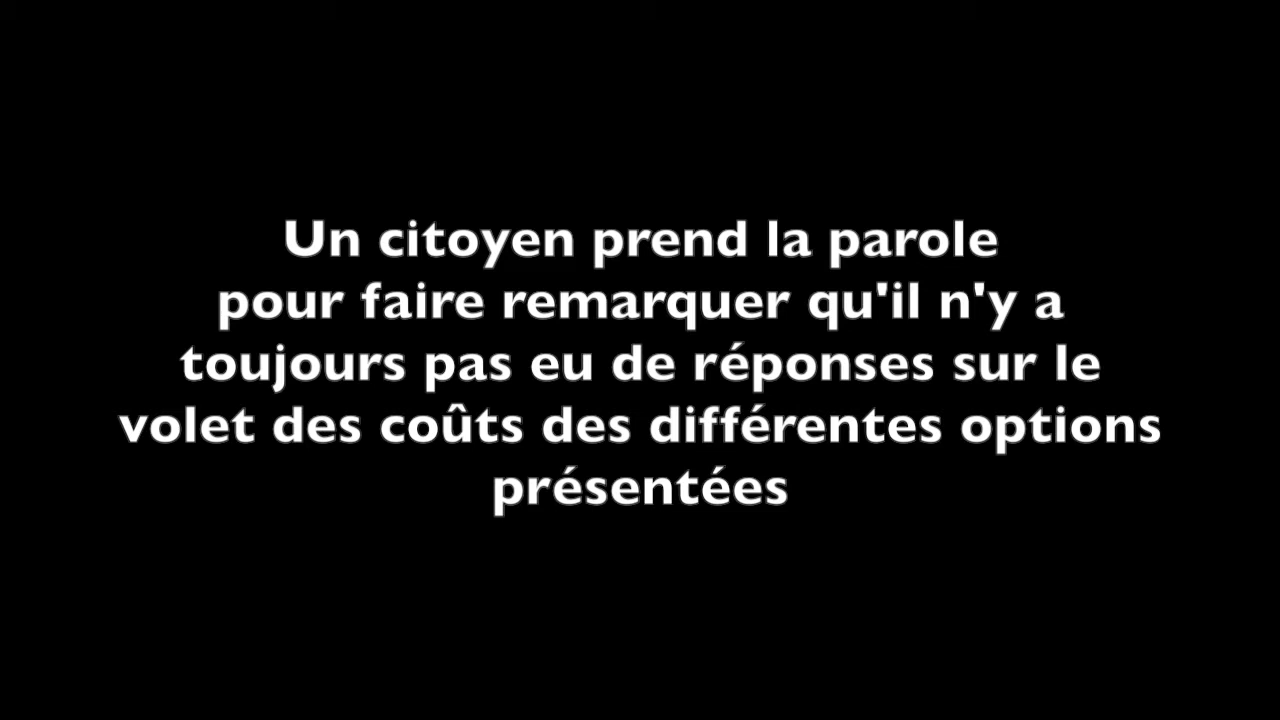 Un citoyen prend la parole
pour faire remarquer qu'il n'y a
toujours pas eu de réponses sur le
volet des coûts des différentes options
présentées